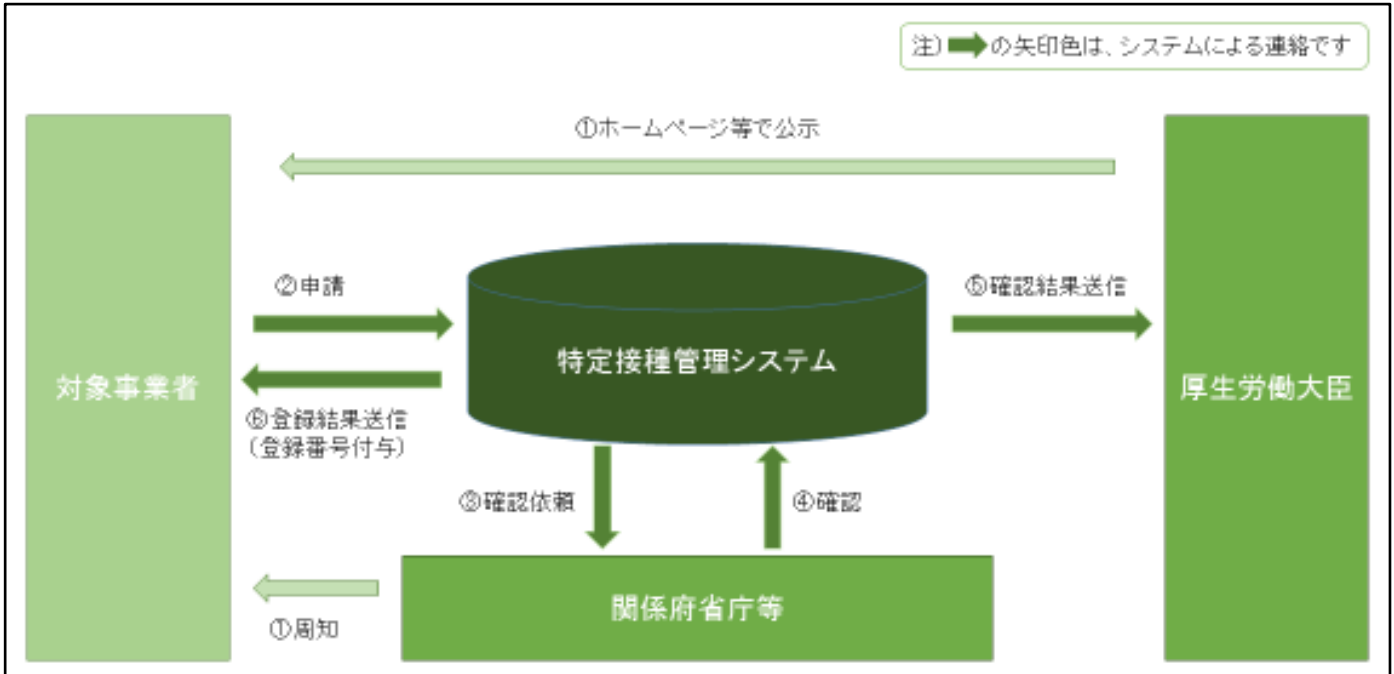 注）の矢印色は、システムによる連絡です
①ホームページ等で公示
②申請
⑤確認結果送信
特定接種管理システム
対象事業者
厚生労働大臣
⑥登録結果送信
（登録番号付与）
③確認依頼
④確認
関係府省庁等
①周知